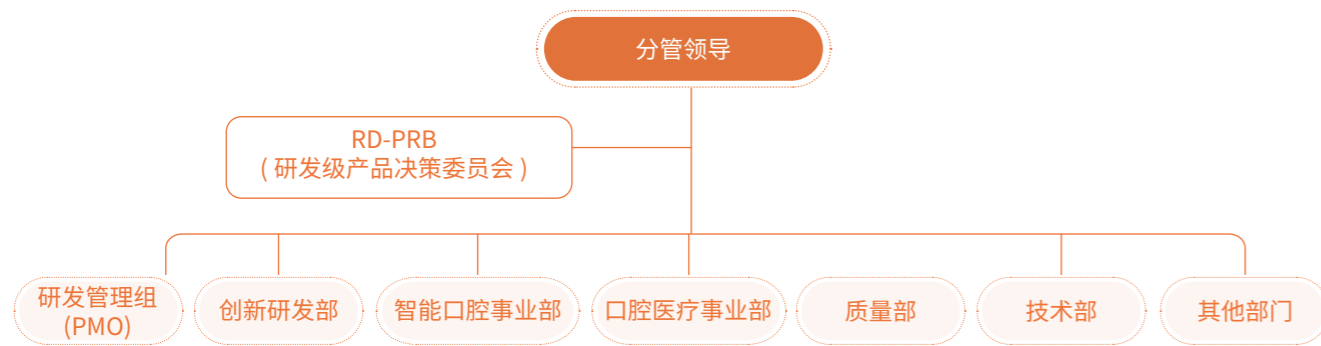 分管领导
RD-PRB
( 研发级产品决策委员会 )
研发管理组
(PMO)
创新研发部
智能口腔事业部
口腔医疗事业部
质量部
技术部
其他部门